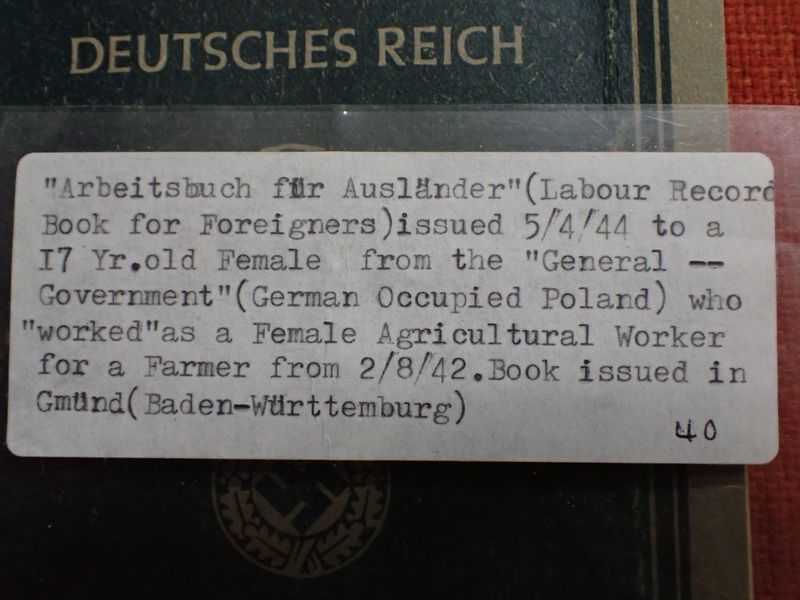 DEUTSCHES REICH
"Arbeitsbuch für Ausländer"(Labour Record
Book for Foreigners)issued 5/4/44 to a
I7 Yr.old Female from the "General --
Government"(German Occupied Poland) who
"worked"as a Female Agricultural Worker
for a Farmer from 2/8/42.Book issued in
Gmünd(Baden-Württemburg)
40